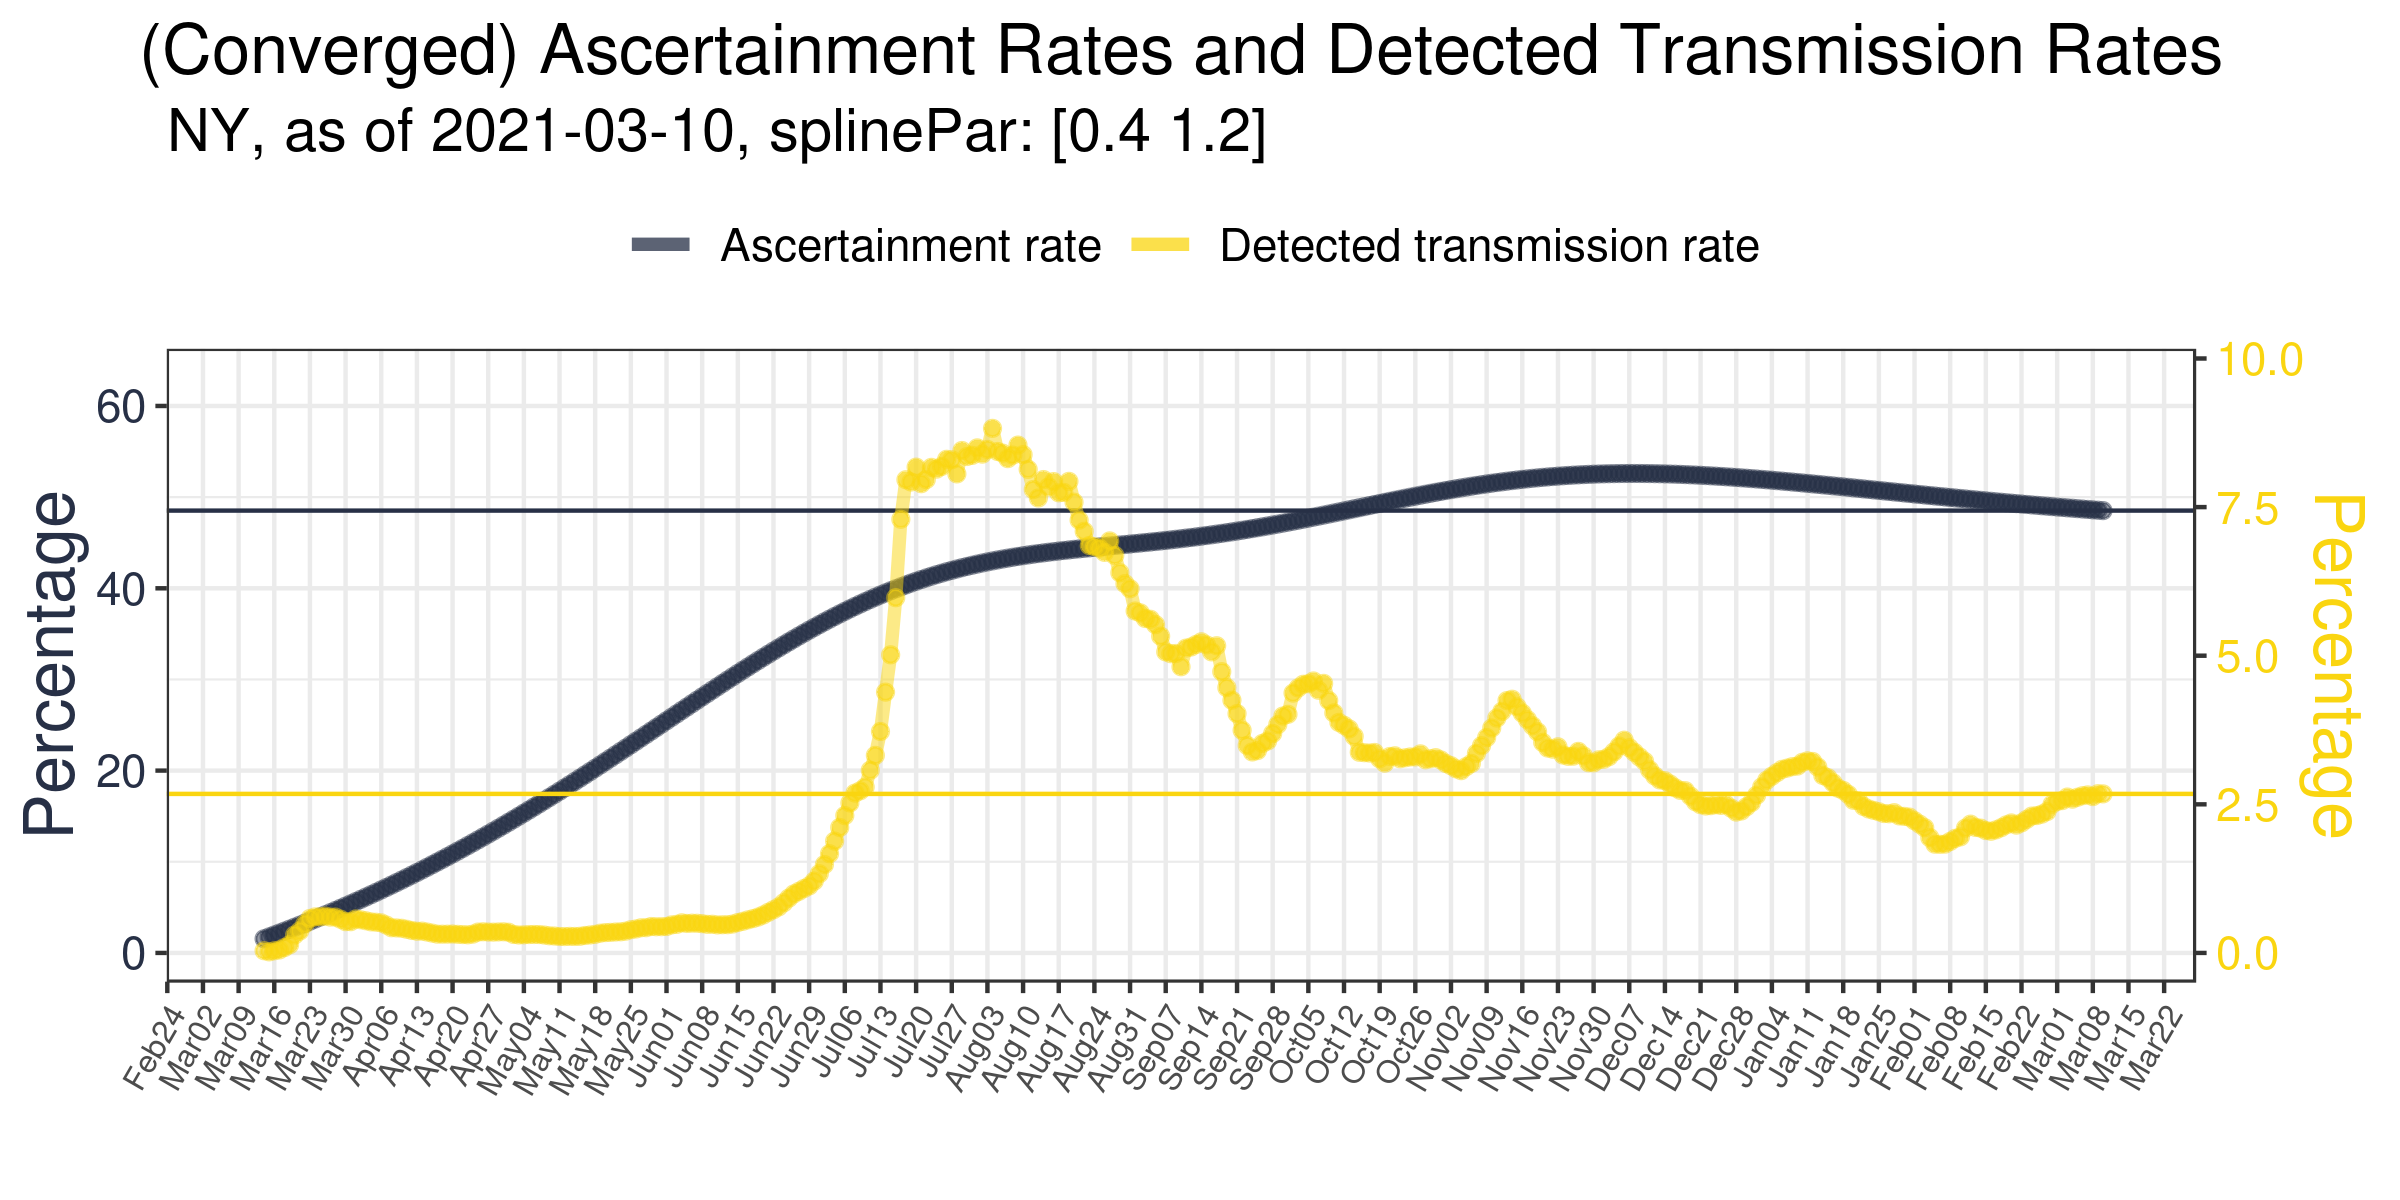 (Converged) Ascertainment Rates and Detected Transmission Rates
NY, as of 2021-03-10, splinePar: [0.4 1.2]
Ascertainment rate
Detected transmission rate
Percentage
60
40
20
0
10.0
7.5
5.0
2.5
0.0
Percentage
Feb24
Mar02
Mar09
Mar16
Mar23
Mar30
Apr06
Apr13
Apr20
Apr27
May04
May11
May18
May25
Jun01
Jun08
Jun15
Jun22
Jun29
Jul06
Jul13
Jul20
Jul27
Aug03
Aug10
Aug17
Aug24
Aug31
Sep07
Sep14
Sep21
Sep28
Oct05
Oct12
Oct19
Oct26
Nov02
Nov09
Nov16
Nov23
Nov30
Dec07
Dec14
Dec21
Dec28
Jan04
Jan11
Jan18
Jan25
Feb01
Feb08
Feb15
Feb22
Mar01
Mar08
Mar15
Mar22